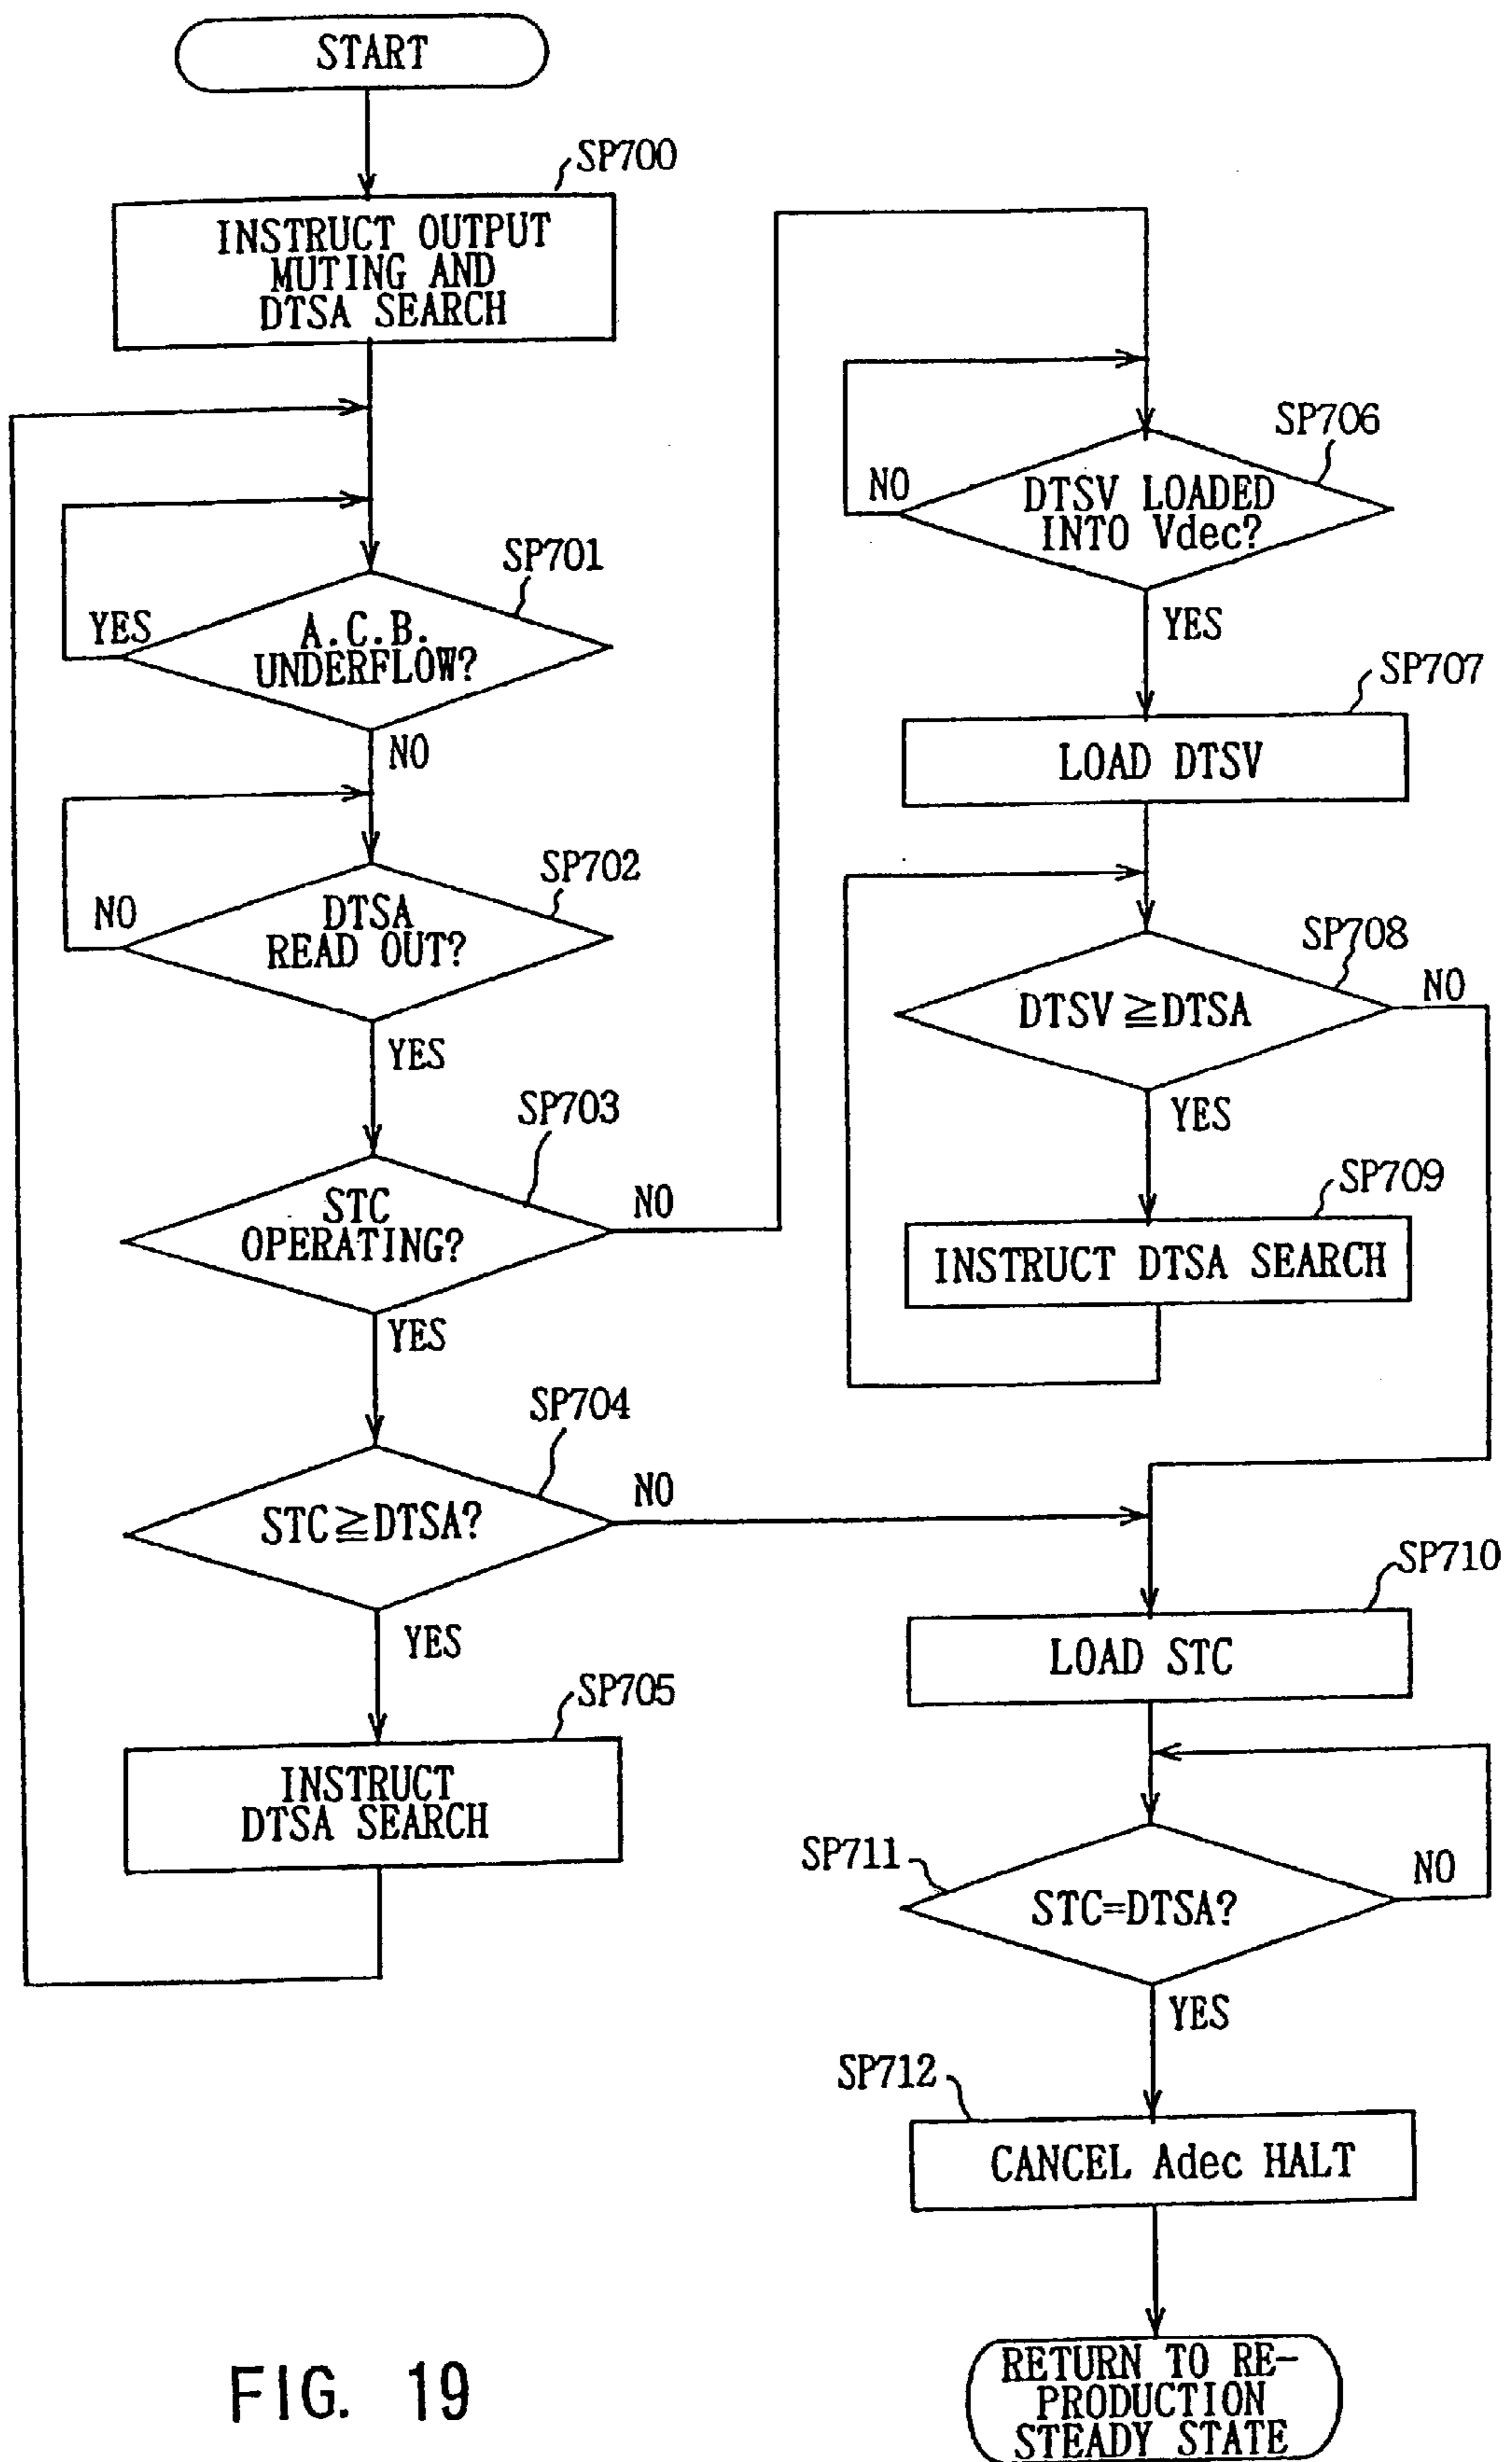 START
SP700
INSTRUCT OUTPUT
MUTING AND
DTSA SEARCH
SP701
YES
A.C.B.
UNDERFLOW?
NO
SP702
NO
DTSA
READ OUT?
YES
SP703
STC
OPERATING?
NO
YES
SP704
STC≧DTSA?
NO
YES
SP705
INSTRUCT
DTSA SEARCH
SP706
NO
DTSV LOADED
INTO Vdec?
YES
SP707
LOAD DTSV
SP708
DTSV≧DTSA
NO
YES
SP709
INSTRUCT DTSA SEARCH
SP710
LOAD STC
SP711
STC=DTSA?
NO
YES
SP712
CANCEL Adec HALT
RETURN TO RE-
PRODUCTION
STEADY STATE
FIG. 19